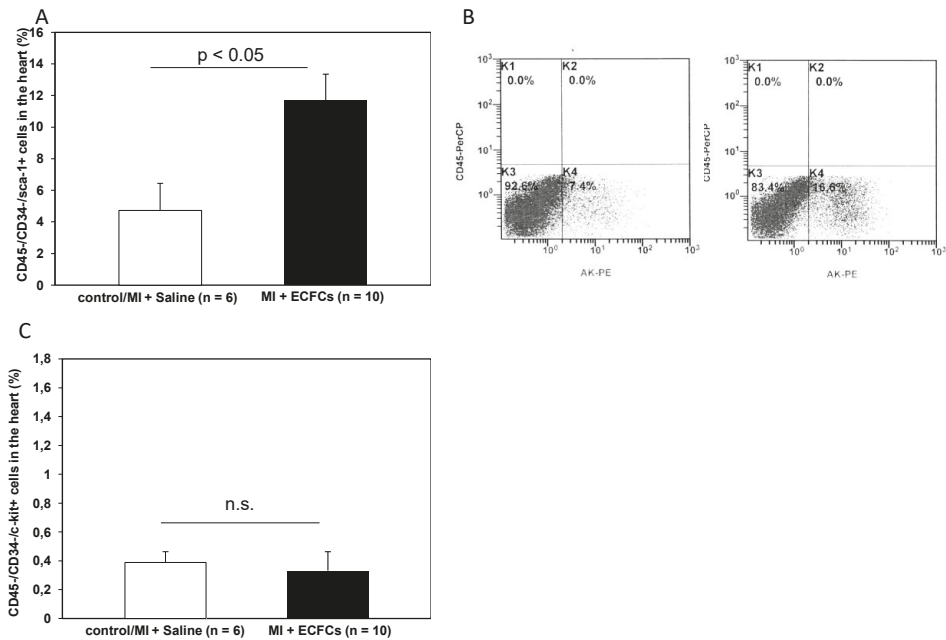 A
CD45-/CD34-/sca-1+ cells in the heart (%)
16
14
12
10
8
6
4
2
0
p < 0.05
control/MI + Saline (n = 6)
MI + ECFCs (n = 10)
B
CD45-PerCP
10³
10²
10¹
10⁰
K1
0.0%
K2
0.0%
K3
92.6%
K4
7.4%
10⁰ 10¹ 10² 10³
AK-PE
CD45-PerCP
10³
10²
10¹
10⁰
K1
0.0%
K2
0.0%
K3
83.4%
K4
16.6%
10⁰ 10¹ 10² 10³
AK-PE
C
CD45-/CD34-/c-kit+ cells in the heart (%)
1,8
1,6
1,4
1,2
1
0,8
0,6
0,4
0,2
0
n.s.
control/MI + Saline (n = 6)
MI + ECFCs (n = 10)